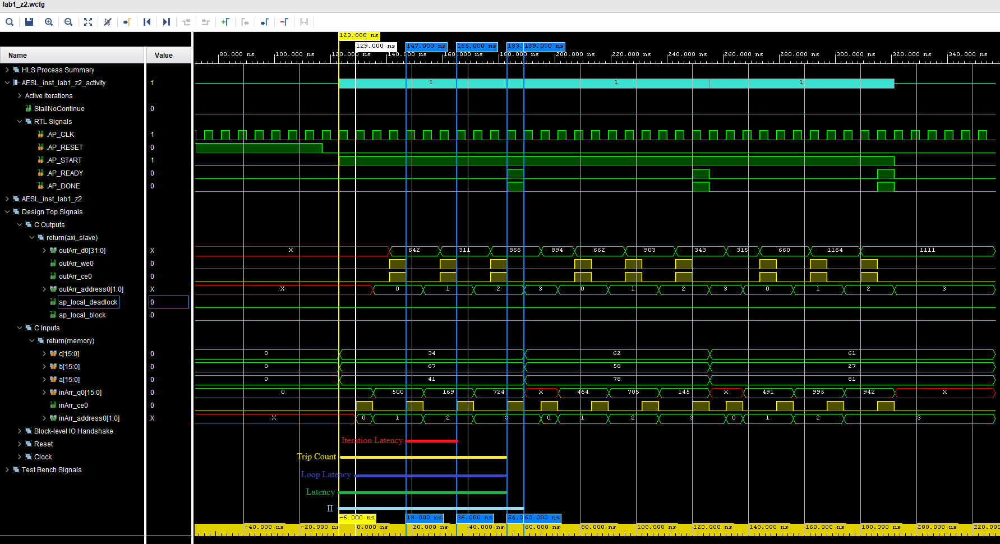 lab1_z2.wcfg
123.000 ns
129.000 ns 147.000 ns 165.000 ns 183. 189.000 ns
Name Value
80.000 ns 100.000 ns 120.000 ns 140.000 ns 160.000 ns 180.000 ns 200.000 ns 220.000 ns 240.000 ns 260.000 ns 280.000 ns 300.000 ns 320.000 ns 340.000 ns
HLS Process Summary
AESL_inst_lab1_z2_activity 1 1 1 1
Active Iterations
StallNoContinue 0
RTL Signals
.AP_CLK 1
.AP_RESET 0
.AP_START 1
.AP_READY 0
.AP_DONE 0
AESL_inst_lab1_z2
Design Top Signals
C Outputs
return(axi_slave)
outArr_d0[31:0] X X 642 311 866 894 662 903 343 315 660 1164 1111
outArr_we0 0
outArr_ce0 0
outArr_address0[1:0] X X 0 1 2 3 0 1 2 3 0 1 2 3
ap_local_deadlock 0
ap_local_block 0
C Inputs
return(memory)
c[15:0] 0 0 34 62 61
b[15:0] 0 0 67 58 27
a[15:0] 0 0 41 78 81
inArr_q0[15:0] 0 0 500 169 724 X 464 705 145 X 491 995 942 X
inArr_ce0 0
inArr_address0[1:0] X X 0 1 2 3 0 1 2 3 0 1 2 3
Block-level IO Handshake
Reset
Clock
Test Bench Signals
Iteration Latency
Trip Count
Loop Latency
Latency
II
-6.000 ns 18.000 ns 36.000 ns 54.0 60.000 ns
-40.000 ns -20.000 ns 0.000 ns 20.000 ns 40.000 ns 60.000 ns 80.000 ns 100.000 ns 120.000 ns 140.000 ns 160.000 ns 180.000 ns 200.000 ns 220.000